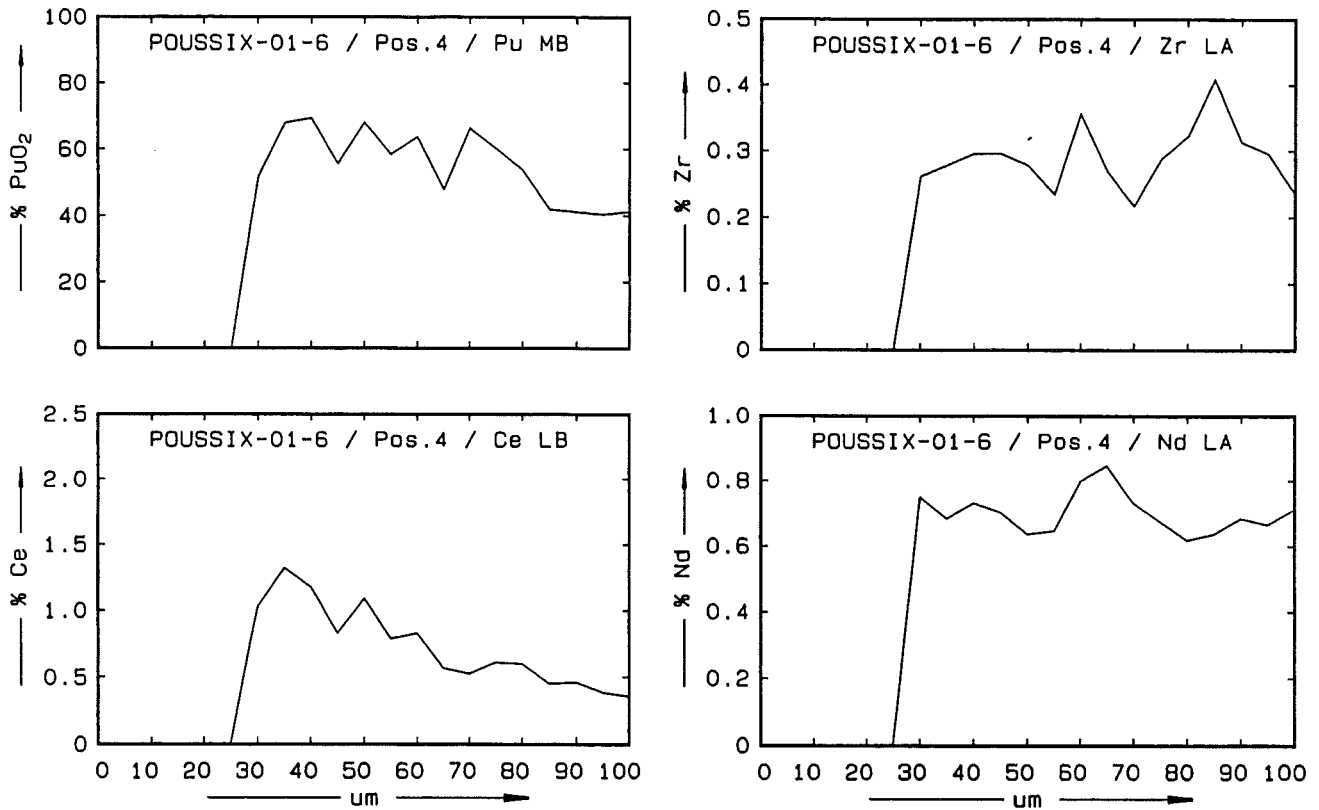 100
80
60
40
20
0
% PuO2
POUSSIX-01-6 / Pos.4 / Pu MB
0.5
0.4
0.3
0.2
0.1
0
% Zr
POUSSIX-01-6 / Pos.4 / Zr LA
2.5
2.0
1.5
1.0
0.5
0
% Ce
POUSSIX-01-6 / Pos.4 / Ce LB
0 10 20 30 40 50 60 70 80 90 100
um
1.0
0.8
0.6
0.4
0.2
0
% Nd
POUSSIX-01-6 / Pos.4 / Nd LA
0 10 20 30 40 50 60 70 80 90 100
um